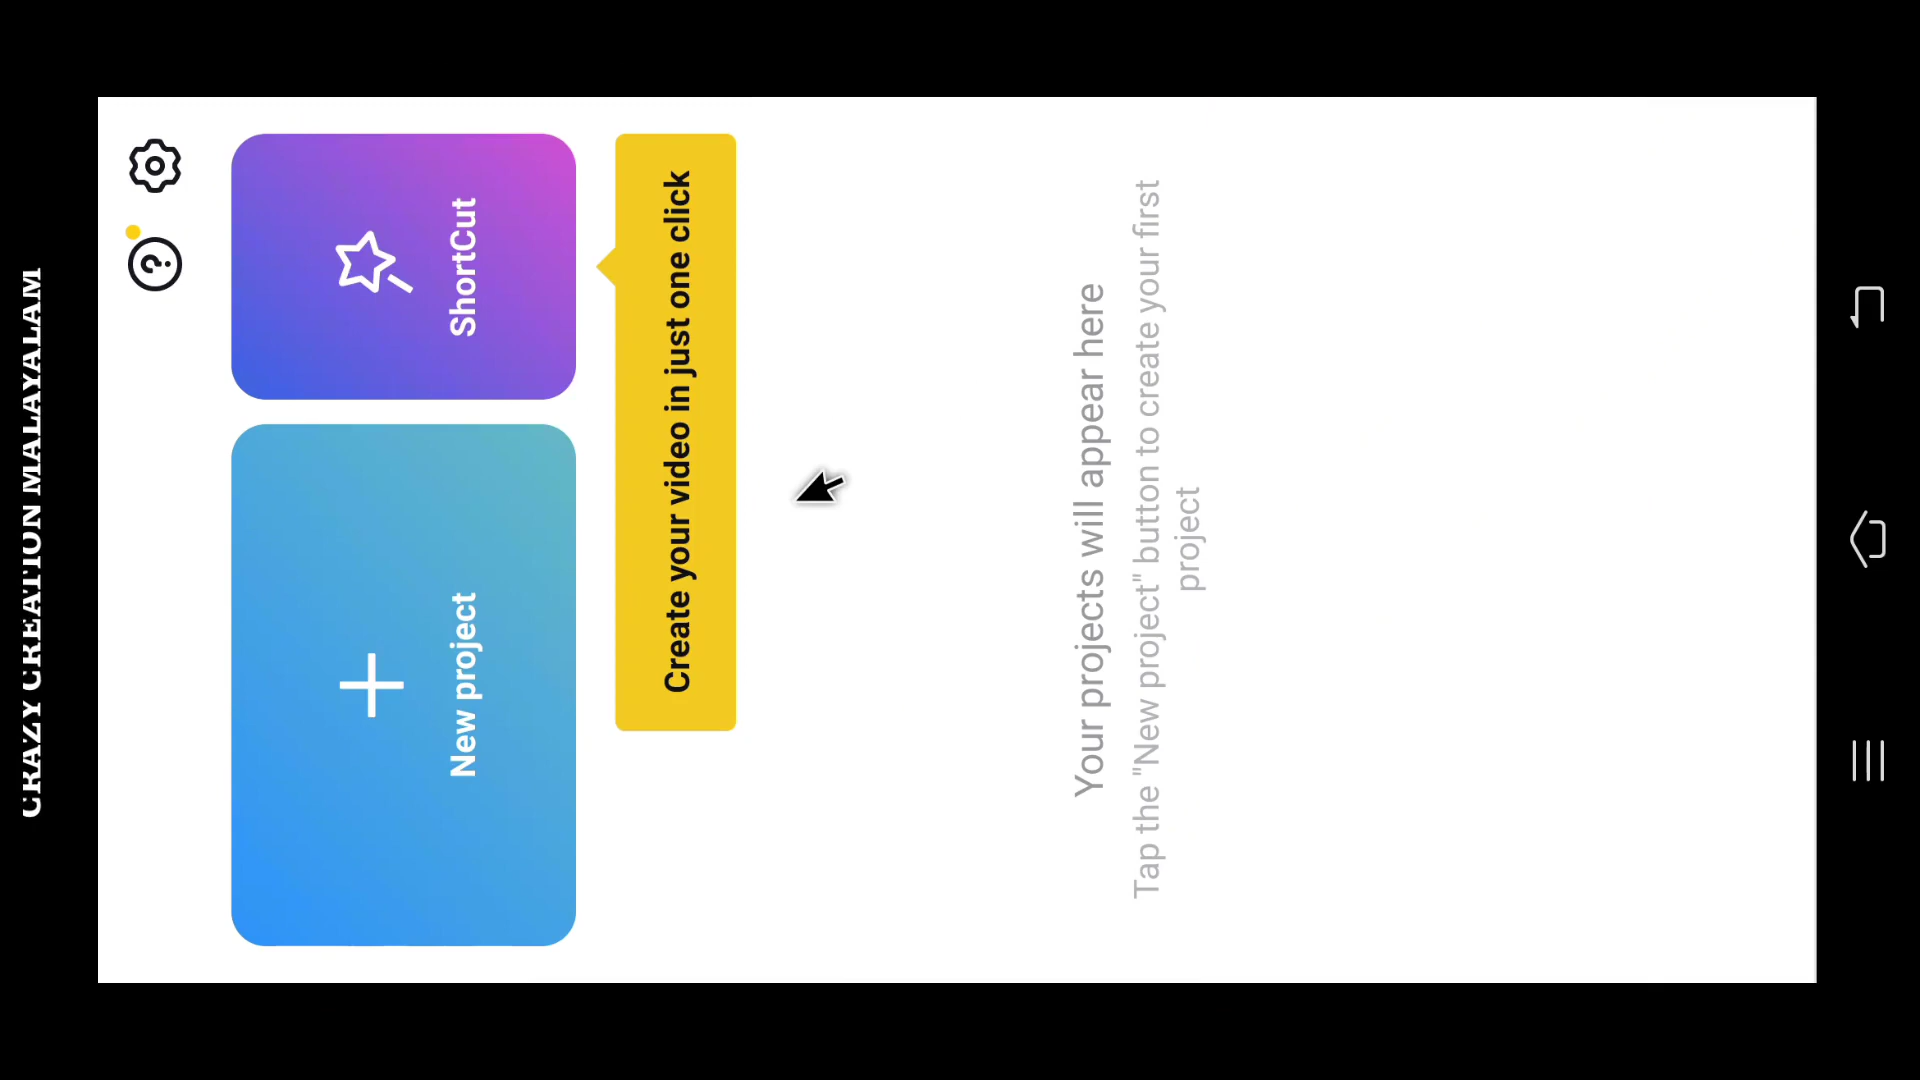 CRAZY CREATION MALAYALAM
New project
ShortCut
Create your video in just one click
Your projects will appear here
Tap the "New project" button to create your first
project